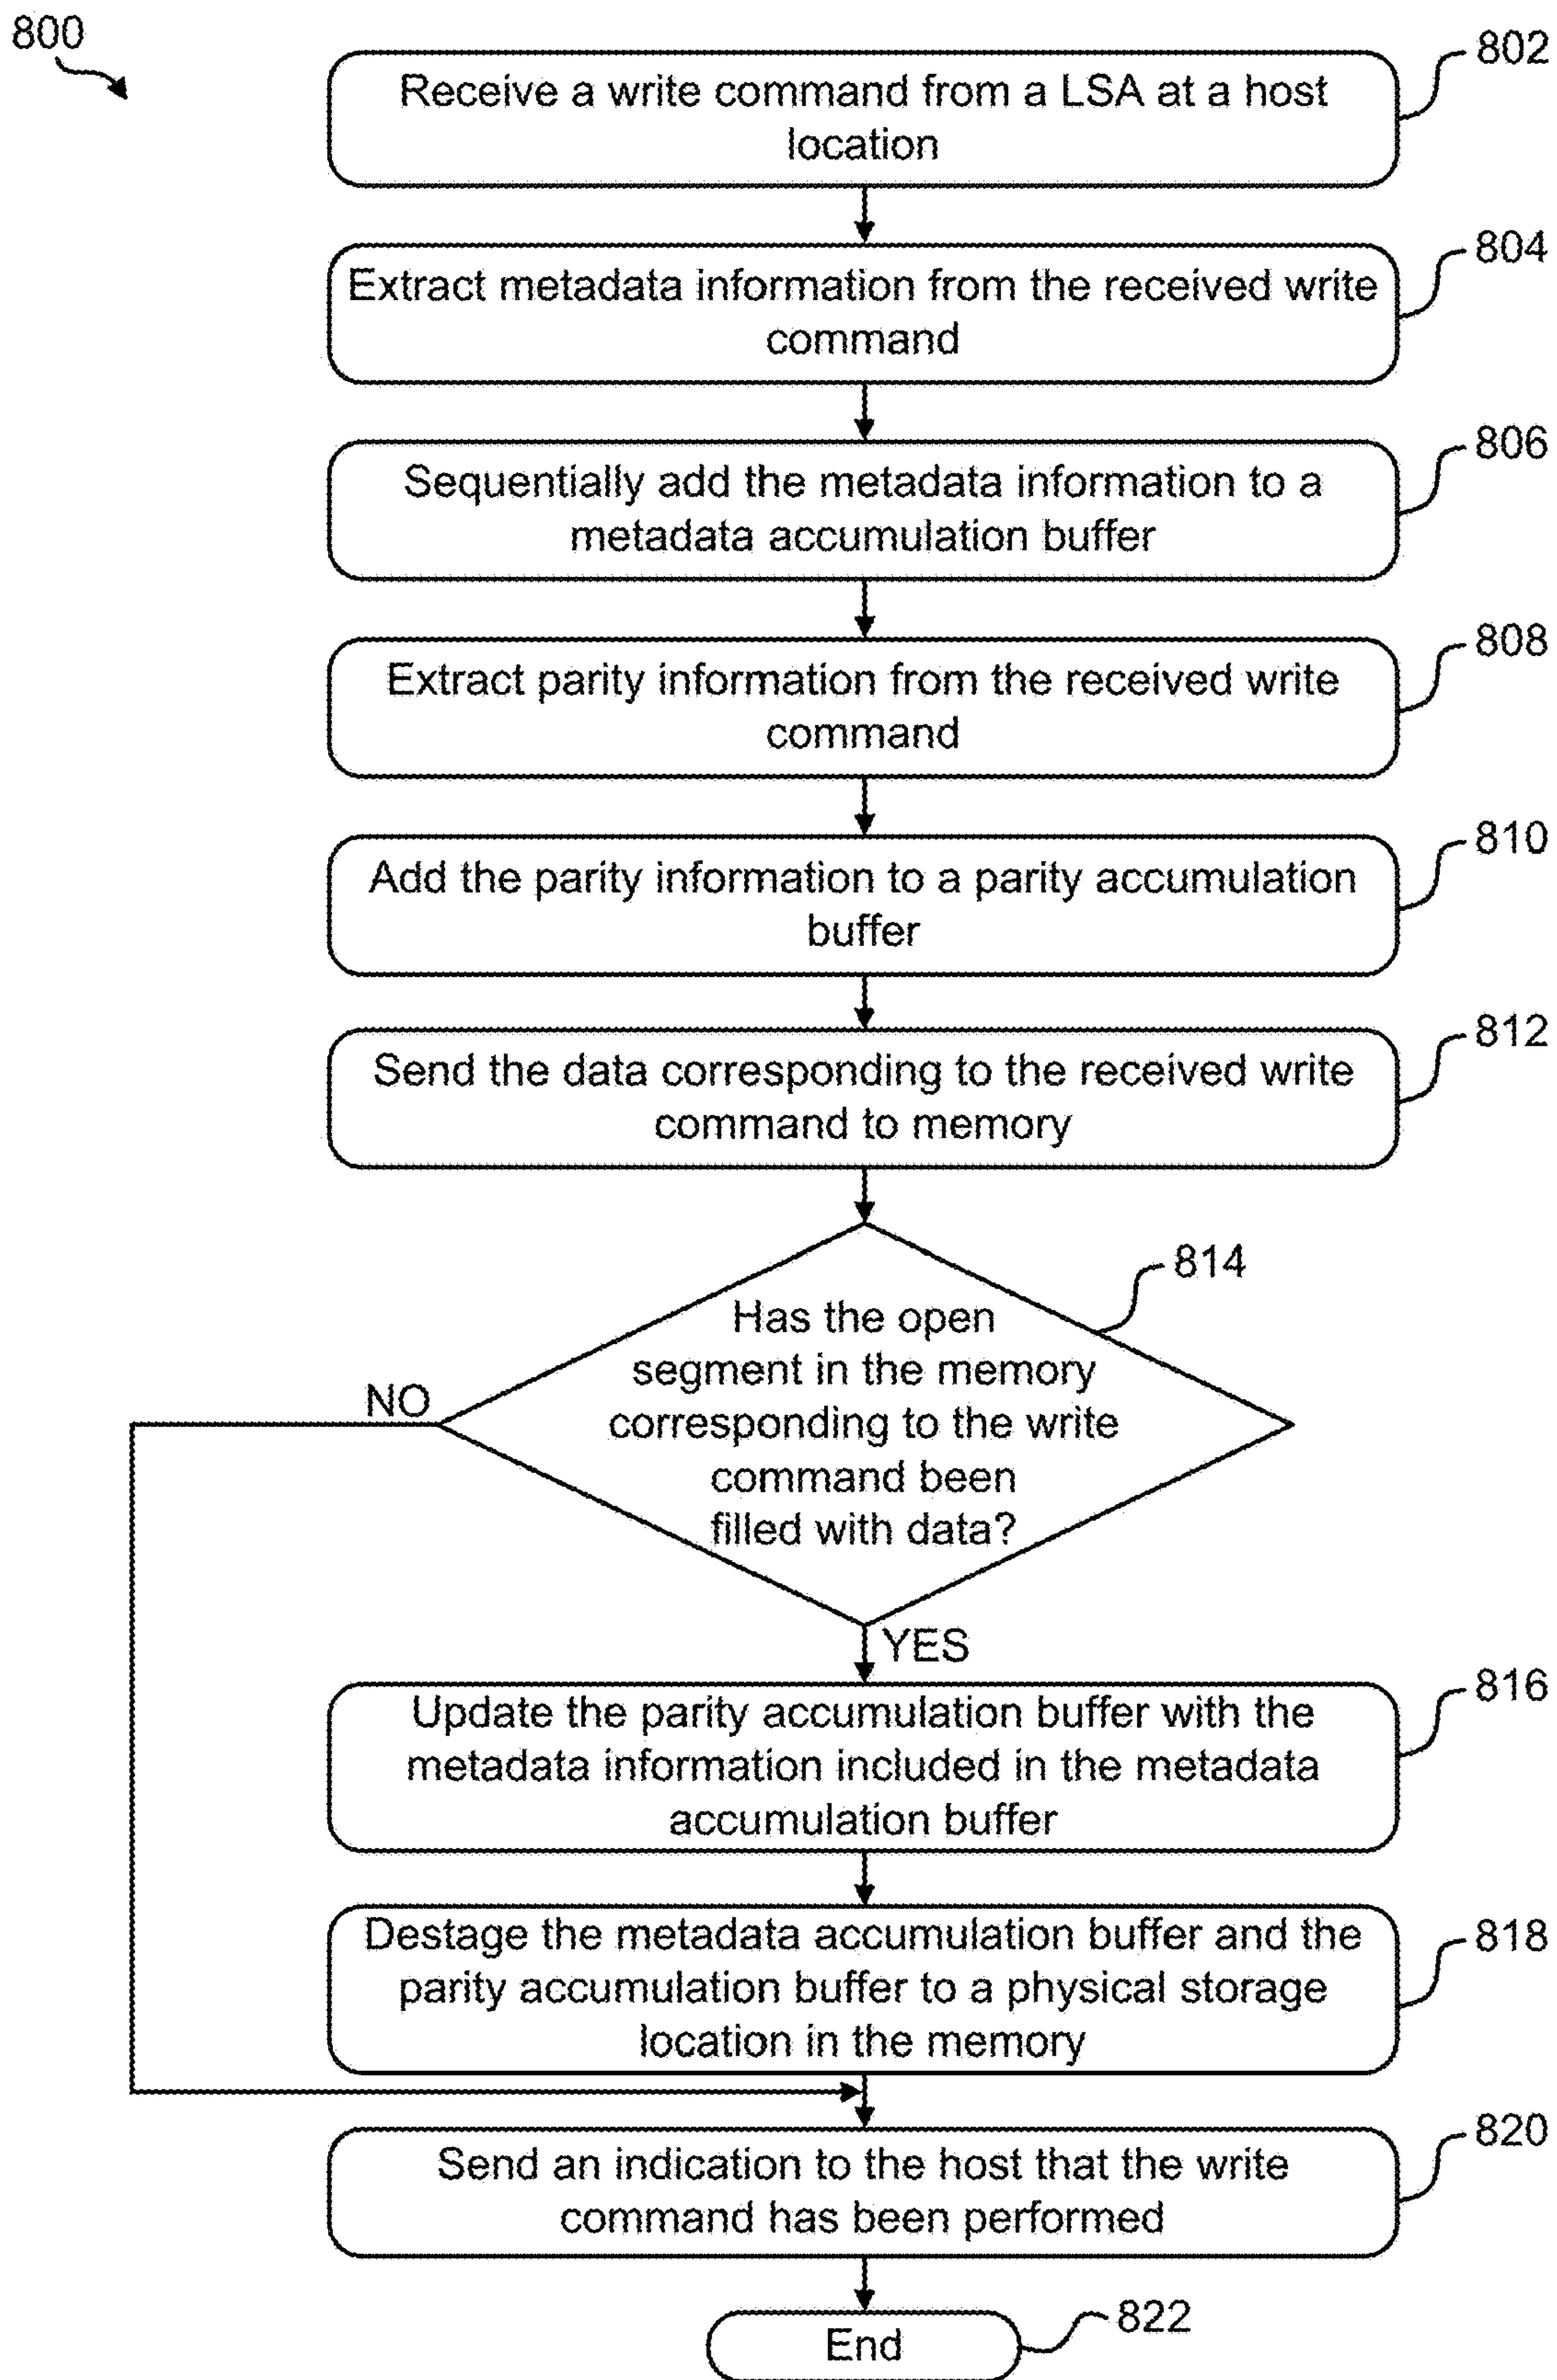 800
802
Receive a write command from a LSA at a host
location
804
Extract metadata information from the received write
command
806
Sequentially add the metadata information to a
metadata accumulation buffer
808
Extract parity information from the received write
command
810
Add the parity information to a parity accumulation
buffer
812
Send the data corresponding to the received write
command to memory
814
Has the open
segment in the memory
corresponding to the write
command been
filled with data?
NO
YES
816
Update the parity accumulation buffer with the
metadata information included in the metadata
accumulation buffer
818
Destage the metadata accumulation buffer and the
parity accumulation buffer to a physical storage
location in the memory
820
Send an indication to the host that the write
command has been performed
822
End